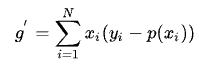 g′ = ∑_{i=1}^{N} x_i(y_i − p(x_i))